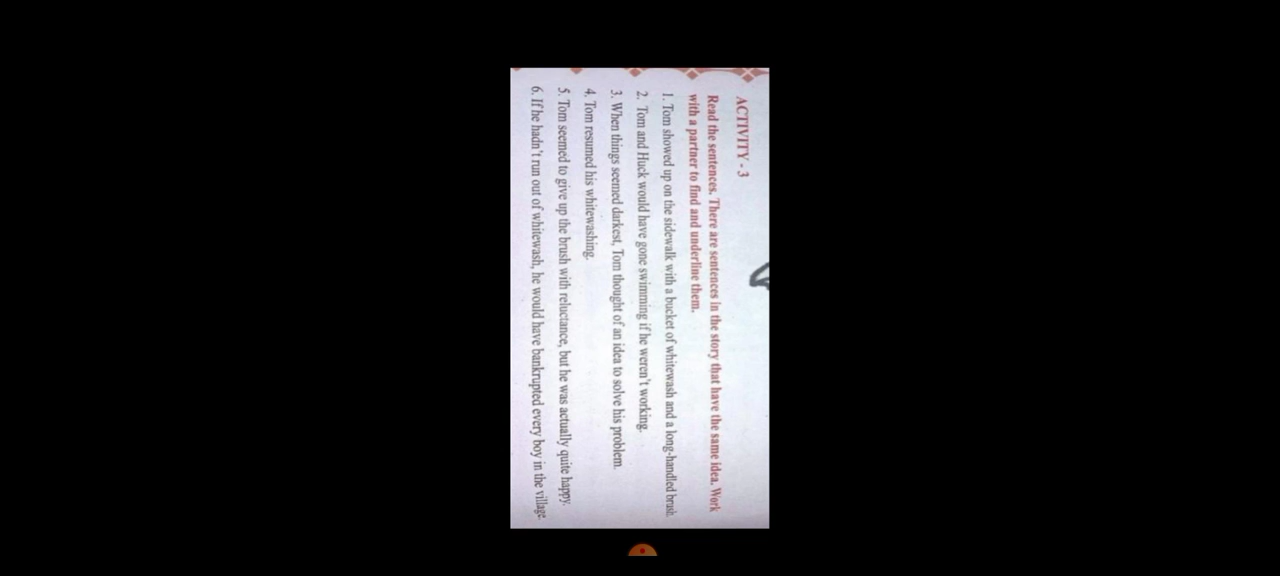 ACTIVITY - 3
Read the sentences. There are sentences in the story that have the same idea. Work
with a partner to find and underline them.
1. Tom showed up on the sidewalk with a bucket of whitewash and a long-handled brush.
2. Tom and Huck would have gone swimming if he weren't working.
3. When things seemed darkest, Tom thought of an idea to solve his problem.
4. Tom resumed his whitewashing.
5. Tom seemed to give up the brush with reluctance, but he was actually quite happy.
6. If he hadn't run out of whitewash, he would have bankrupted every boy in the village.